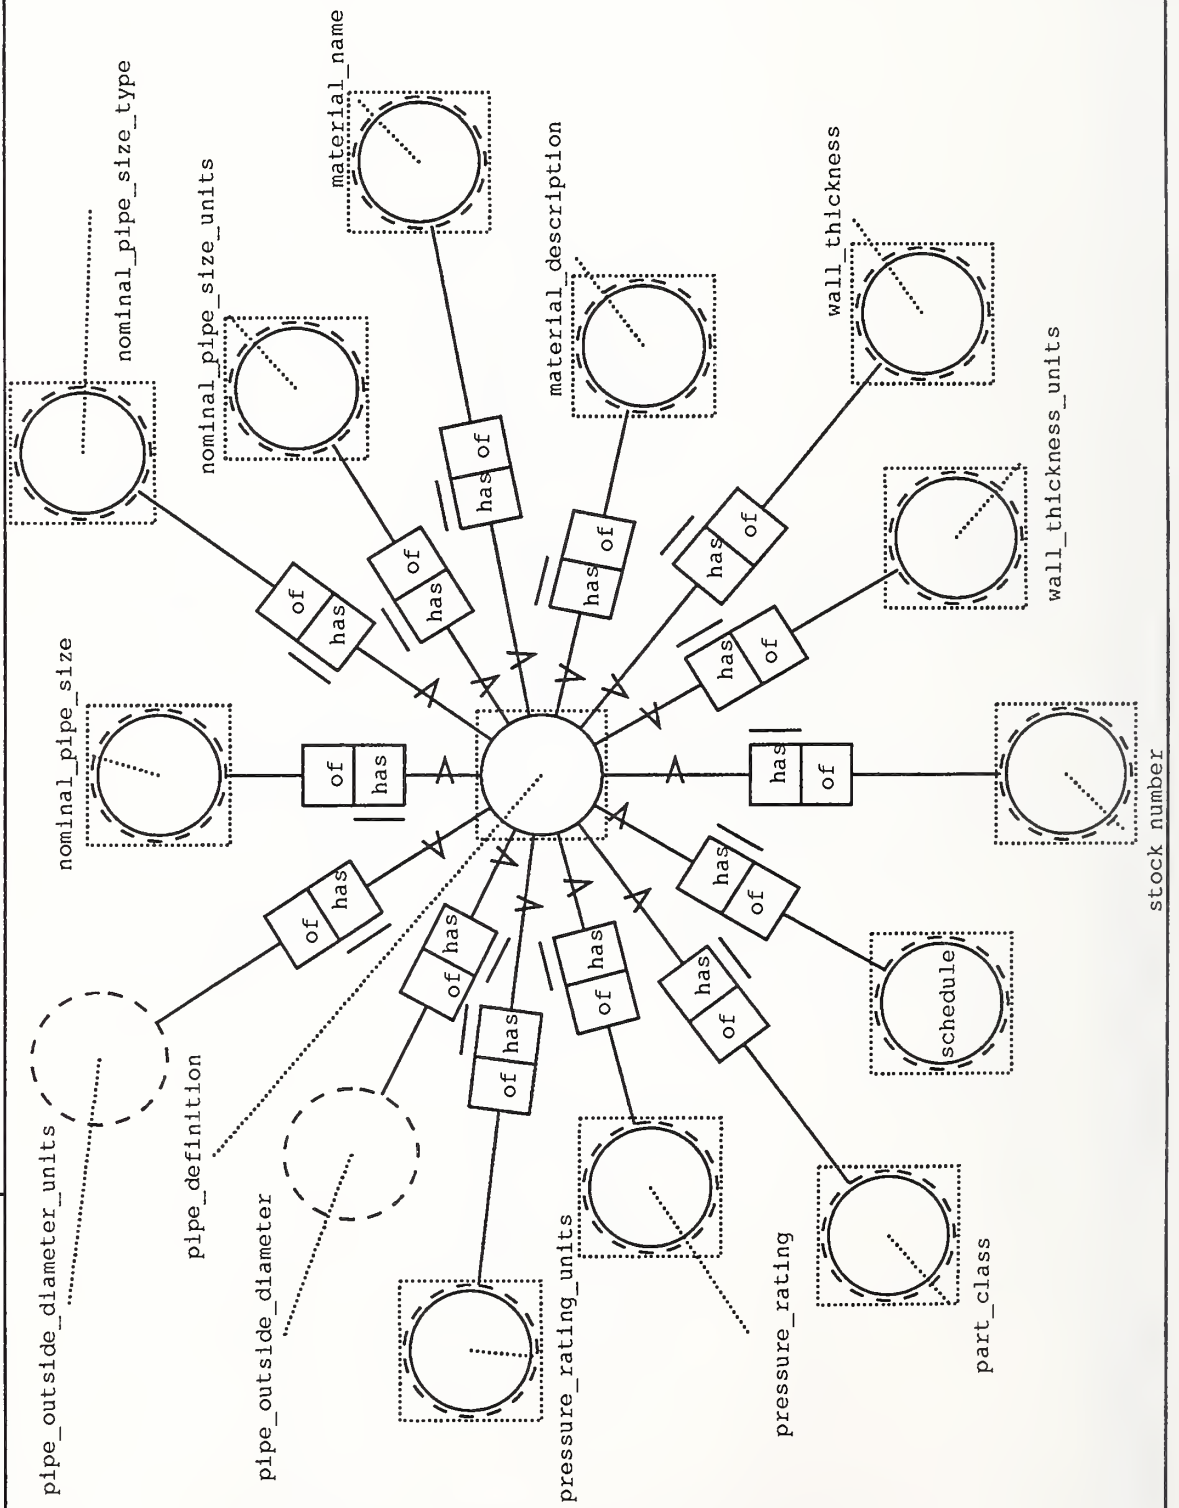 pipe_outside_diameter_units
nominal_pipe_size
nominal_pipe_size_type
pipe_definition
nominal_pipe_size_units
pipe_outside_diameter
material_name
pressure_rating_units
material_description
pressure_rating
wall_thickness
part_class
schedule
wall_thickness_units
stock number
of
has
of
has
of
has
of
has
has
of
has
of
has
of
has
of
has
of
has
of
of
has
of
has
of
has
of
has